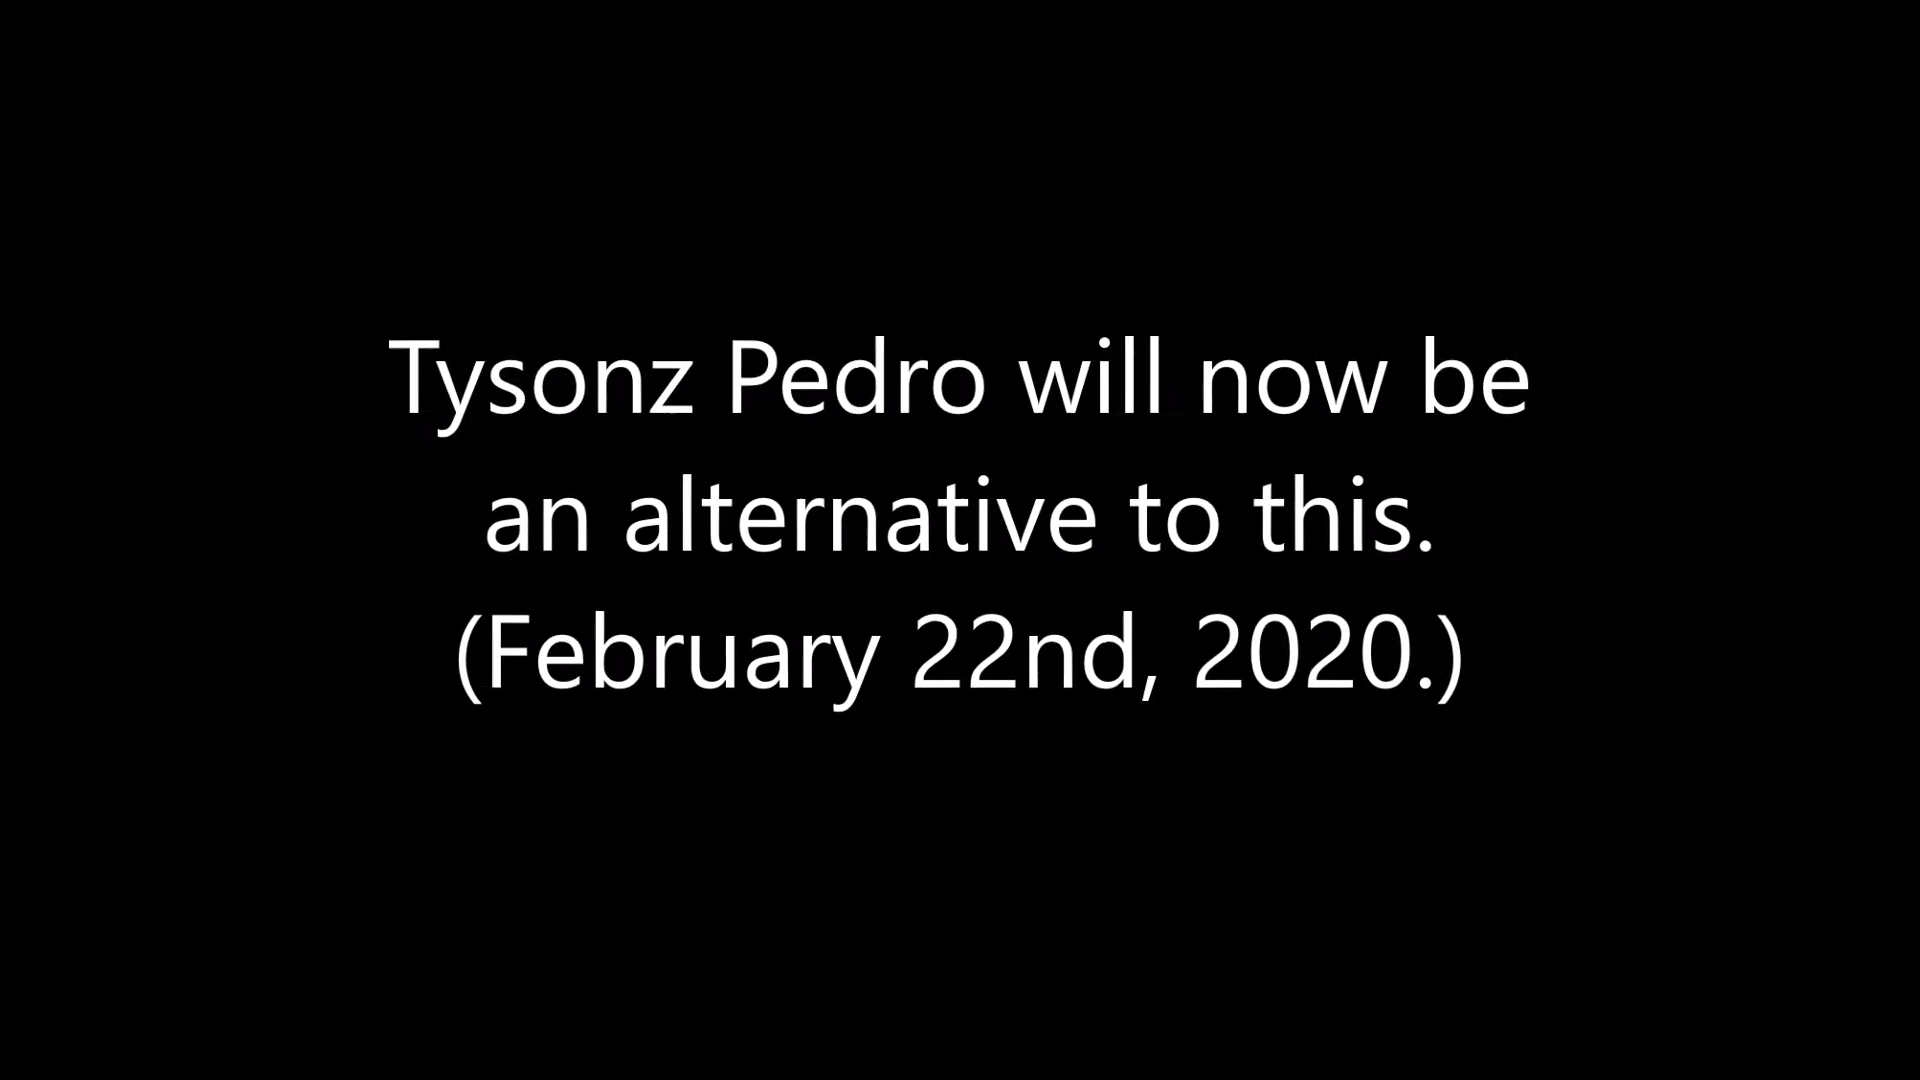 Tysonz Pedro will now be
an alternative to this.
(February 22nd, 2020.)